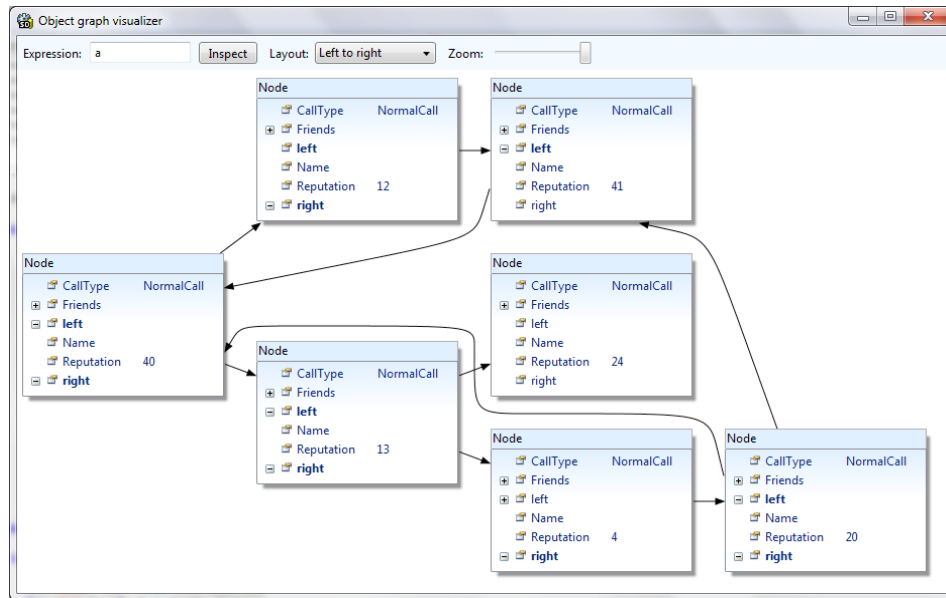 Object graph visualizer
Expression: a Inspect Layout: Left to right Zoom:
Node
CallType NormalCall
Friends
left
Name
Reputation 12
right
Node
CallType NormalCall
Friends
left
Name
Reputation 41
right
Node
CallType NormalCall
Friends
left
Name
Reputation 40
right
Node
CallType NormalCall
Friends
left
Name
Reputation 24
right
Node
CallType NormalCall
Friends
left
Name
Reputation 13
right
Node
CallType NormalCall
Friends
left
Name
Reputation 4
right
Node
CallType NormalCall
Friends
left
Name
Reputation 20
right